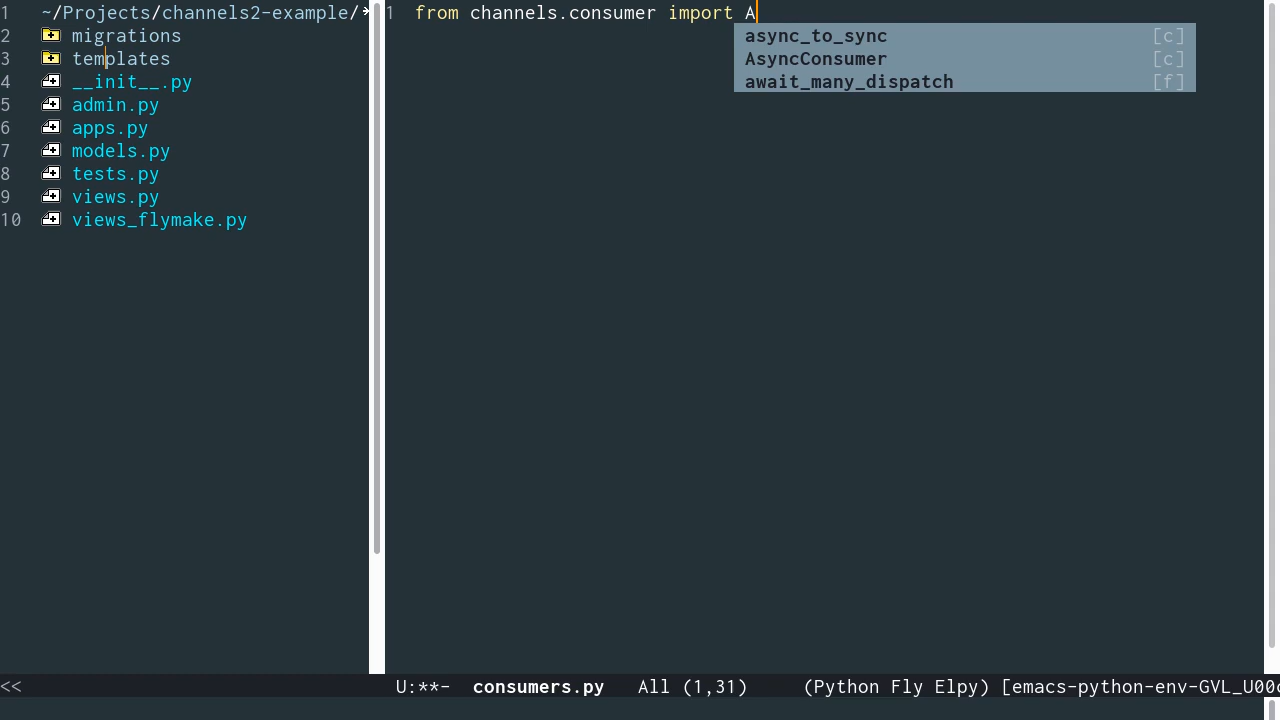 1 ~/Projects/channels2-example/
2 migrations
3 templates
4 __init__.py
5 admin.py
6 apps.py
7 models.py
8 tests.py
9 views.py
10 views_flymake.py
1 from channels.consumer import A
async_to_sync [c]
AsyncConsumer [c]
await_many_dispatch [f]
<< U:**- consumers.py All (1,31) (Python Fly Elpy) [emacs-python-env-GVL_U00c